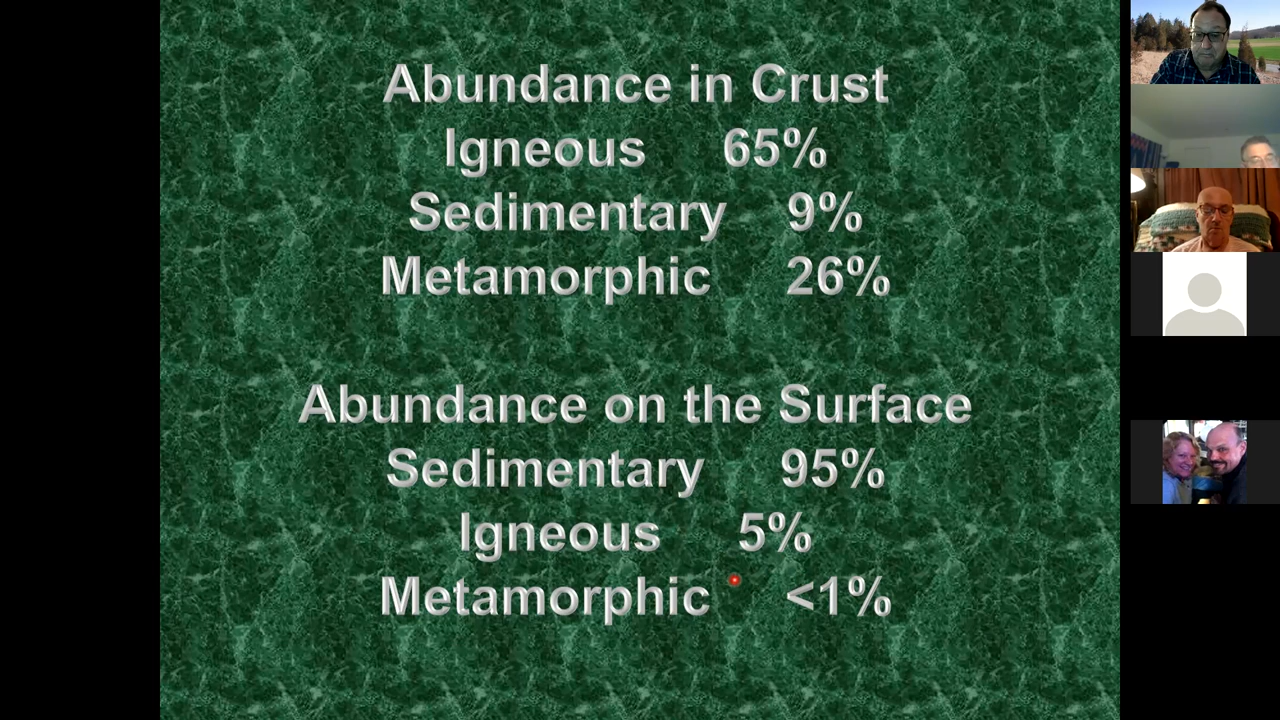 Abundance in Crust
Igneous 65%
Sedimentary 9%
Metamorphic 26%
Abundance on the Surface
Sedimentary 95%
Igneous 5%
Metamorphic <1%